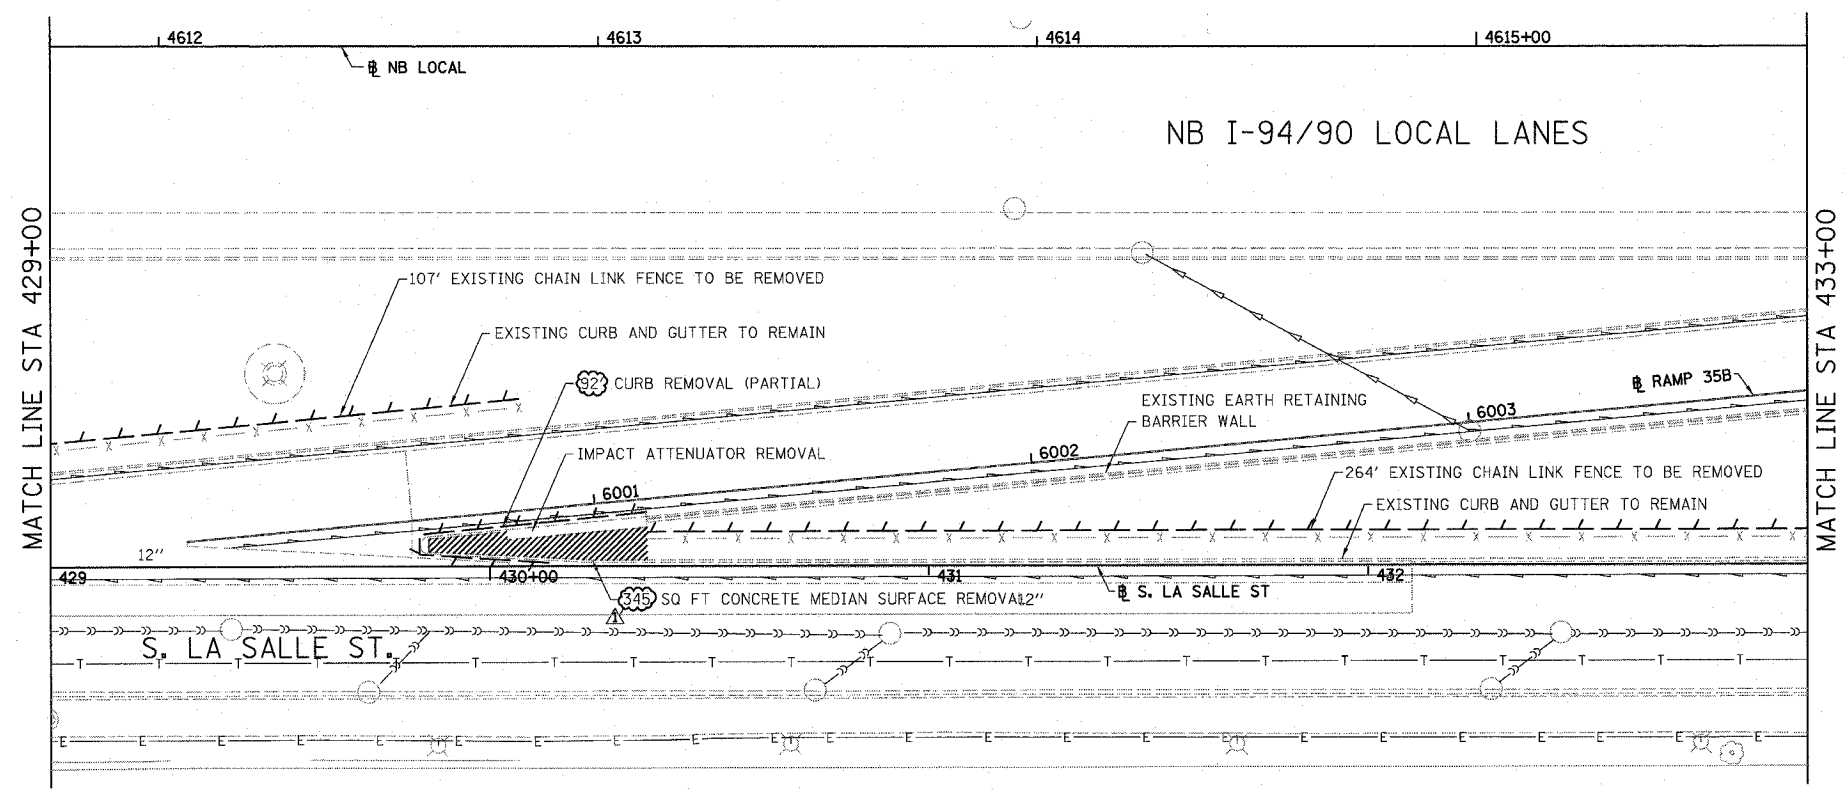 4612
4613
4614
4615+00
℄ NB LOCAL
NB I-94/90 LOCAL LANES
MATCH LINE STA 429+00
MATCH LINE STA 433+00
107' EXISTING CHAIN LINK FENCE TO BE REMOVED
EXISTING CURB AND GUTTER TO REMAIN
92' CURB REMOVAL (PARTIAL)
℄ RAMP 35B
EXISTING EARTH RETAINING
BARRIER WALL
6003
IMPACT ATTENUATOR REMOVAL
6002
264' EXISTING CHAIN LINK FENCE TO BE REMOVED
6001
EXISTING CURB AND GUTTER TO REMAIN
12''
429
430+00
431
432
345 SQ FT CONCRETE MEDIAN SURFACE REMOVAL
12''
℄ S. LA SALLE ST
1
S. LA SALLE ST.
T T T T T T T T T T T T T T T T T T T T T T
E E E E E E E E E E E E E E E E E E E E E E